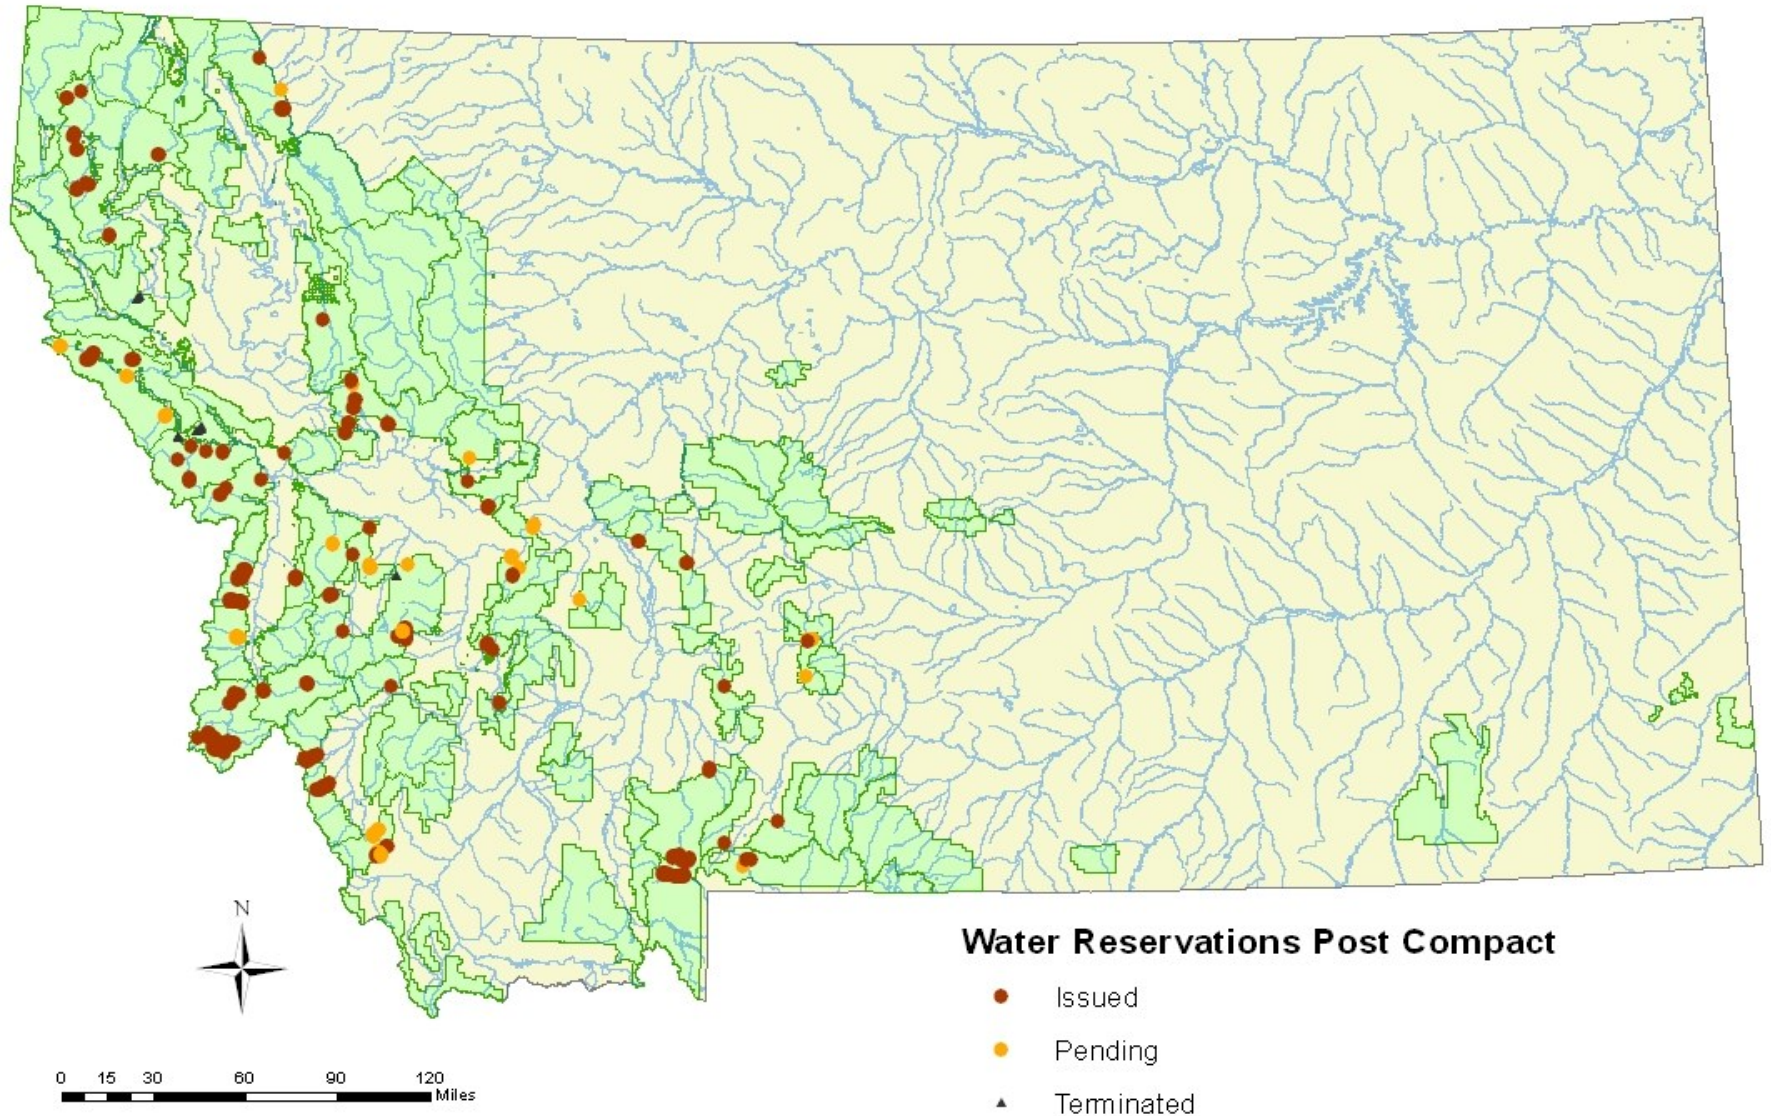 N
0 15 30 60 90 120
Miles
Water Reservations Post Compact
Issued
Pending
Terminated